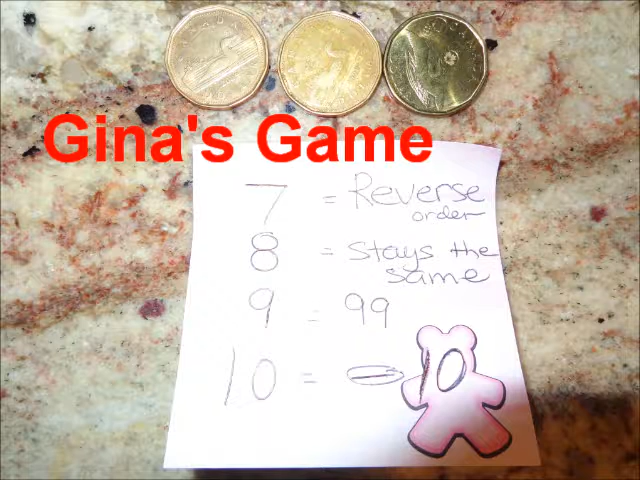 Gina's Game
7 = Reverse
order
8 = stays the
same
9 = 99
10 = 10